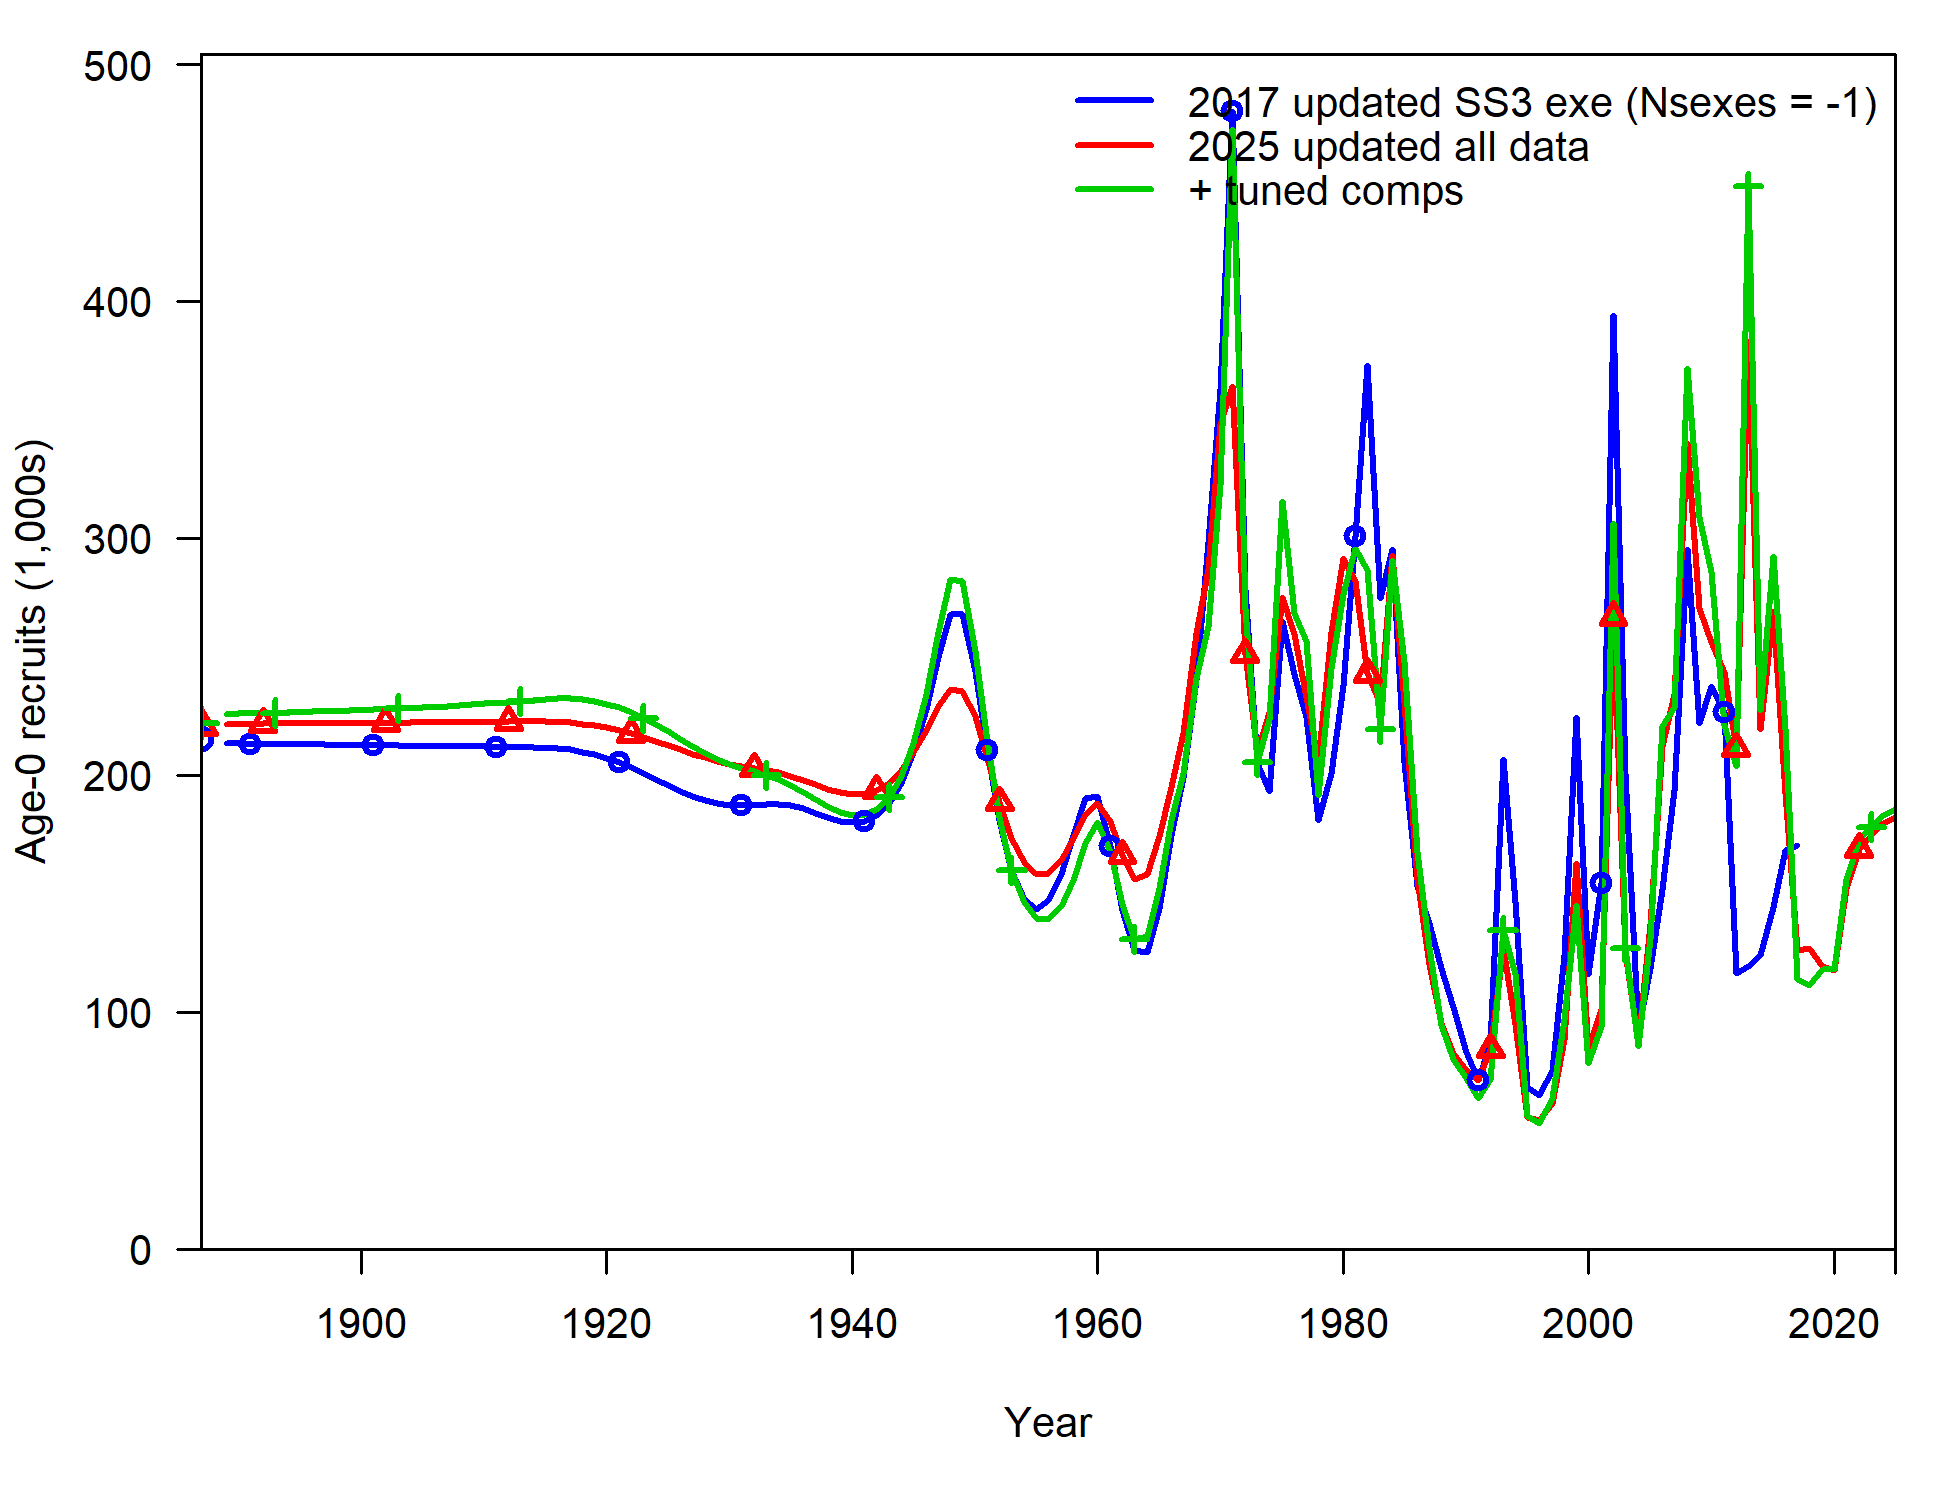 2017 updated SS3 exe (Nsexes = -1)
2025 updated all data
+ tuned comps
500
400
300
200
100
0
Age-0 recruits (1,000s)
1900 1920 1940 1960 1980 2000 2020
Year